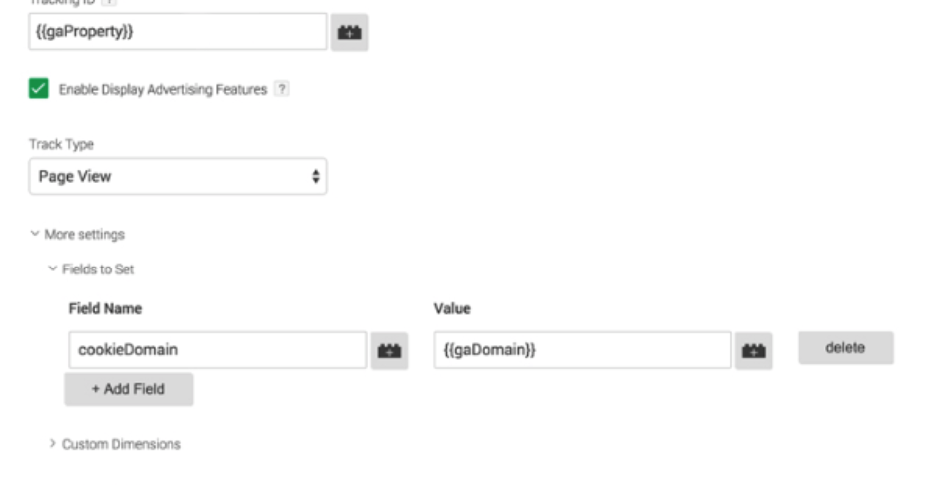 Tracking ID ?
{{gaProperty}}
Enable Display Advertising Features ?
Track Type
Page View
More settings
Fields to Set
Field Name Value
cookieDomain {{gaDomain}} delete
+ Add Field
Custom Dimensions